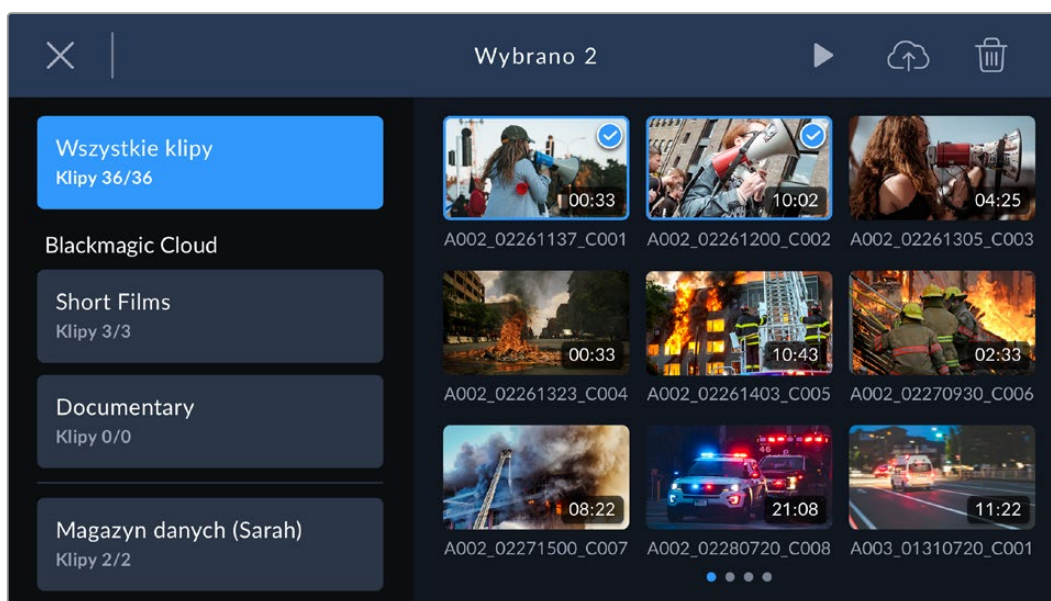 Wybrano 2
Wszystkie klipy
Klipy 36/36
Blackmagic Cloud
Short Films
Klipy 3/3
Documentary
Klipy 0/0
Magazyn danych (Sarah)
Klipy 2/2
00:33 10:02 04:25
A002_02261137_C001 A002_02261200_C002 A002_02261305_C003
00:33 10:43 02:33
A002_02261323_C004 A002_02261403_C005 A002_02270930_C006
46
08:22 21:08 11:22
A002_02271500_C007 A002_02280720_C008 A003_01310720_C001